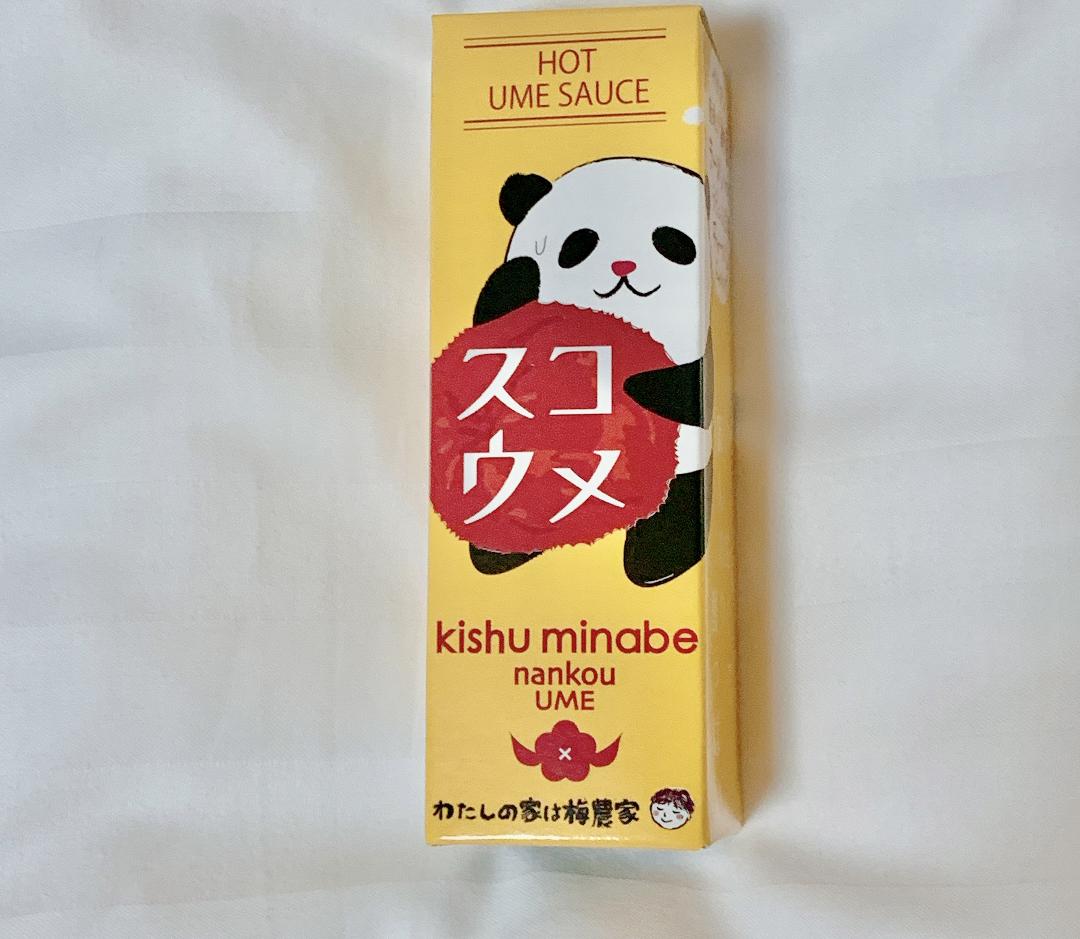 HOT
UME SAUCE
スコ
ウメ
kishu minabe
nankou
UME
わたしの家は梅農家